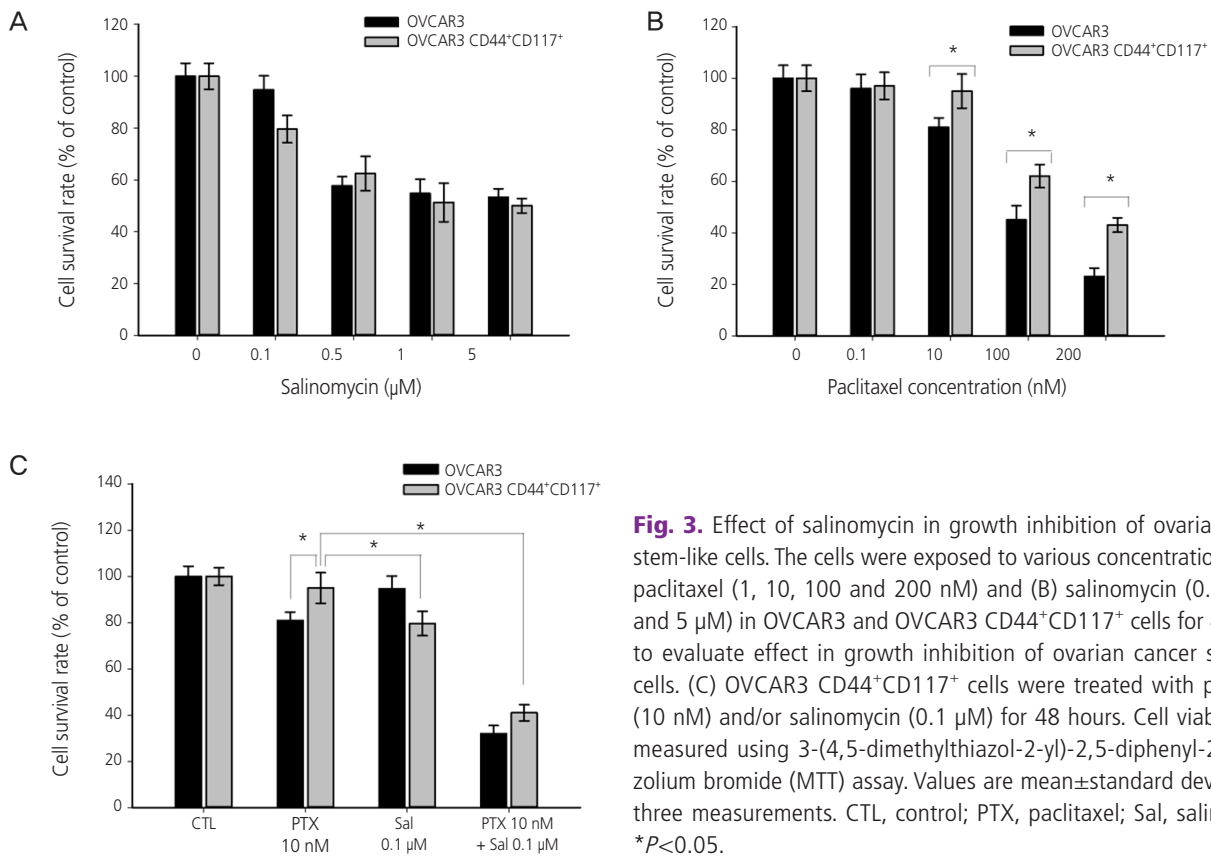 A
120
100
80
60
40
20
0
Cell survival rate (% of control)
OVCAR3
OVCAR3 CD44⁺CD117⁺
0 0.1 0.5 1 5
Salinomycin (µM)
B
120
100
80
60
40
20
0
Cell survival rate (% of control)
OVCAR3
OVCAR3 CD44⁺CD117⁺
* * *
0 0.1 10 100 200
Paclitaxel concentration (nM)
C
140
120
100
80
60
40
20
0
Cell survival rate (% of control)
OVCAR3
OVCAR3 CD44⁺CD117⁺
* * *
CTL PTX Sal PTX 10 nM
10 nM 0.1 µM + Sal 0.1 µM
Fig. 3. Effect of salinomycin in growth inhibition of ovaria
stem-like cells. The cells were exposed to various concentratio
paclitaxel (1, 10, 100 and 200 nM) and (B) salinomycin (0.
and 5 µM) in OVCAR3 and OVCAR3 CD44⁺CD117⁺ cells for
to evaluate effect in growth inhibition of ovarian cancer s
cells. (C) OVCAR3 CD44⁺CD117⁺ cells were treated with p
(10 nM) and/or salinomycin (0.1 µM) for 48 hours. Cell viab
measured using 3-(4,5-dimethylthiazol-2-yl)-2,5-diphenyl-2
zolium bromide (MTT) assay. Values are mean±standard dev
three measurements. CTL, control; PTX, paclitaxel; Sal, salin
*P<0.05.